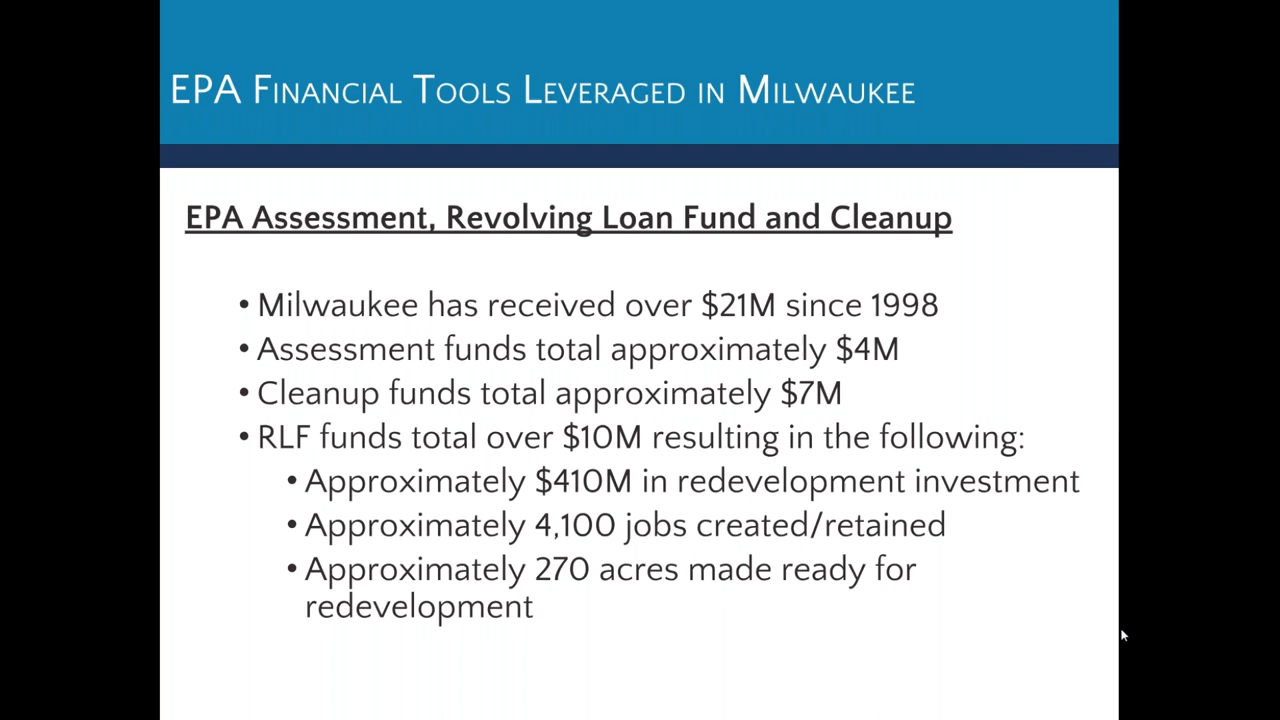 EPA Financial Tools Leveraged in Milwaukee
EPA Assessment, Revolving Loan Fund and Cleanup
• Milwaukee has received over $21M since 1998
• Assessment funds total approximately $4M
• Cleanup funds total approximately $7M
• RLF funds total over $10M resulting in the following:
• Approximately $410M in redevelopment investment
• Approximately 4,100 jobs created/retained
• Approximately 270 acres made ready for
redevelopment